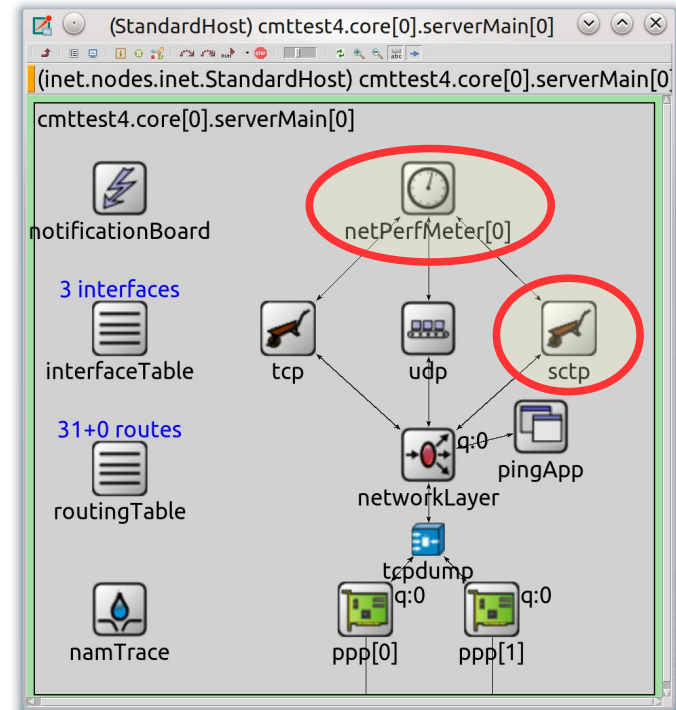 (StandardHost) cmttest4.core[0].serverMain[0]
(inet.nodes.inet.StandardHost) cmttest4.core[0].serverMain[0]
cmttest4.core[0].serverMain[0]
notificationBoard
netPerfMeter[0]
3 interfaces
interfaceTable
tcp
udp
sctp
31+0 routes
q:0
pingApp
routingTable
networkLayer
tcpdump
q:0
q:0
namTrace
ppp[0]
ppp[1]